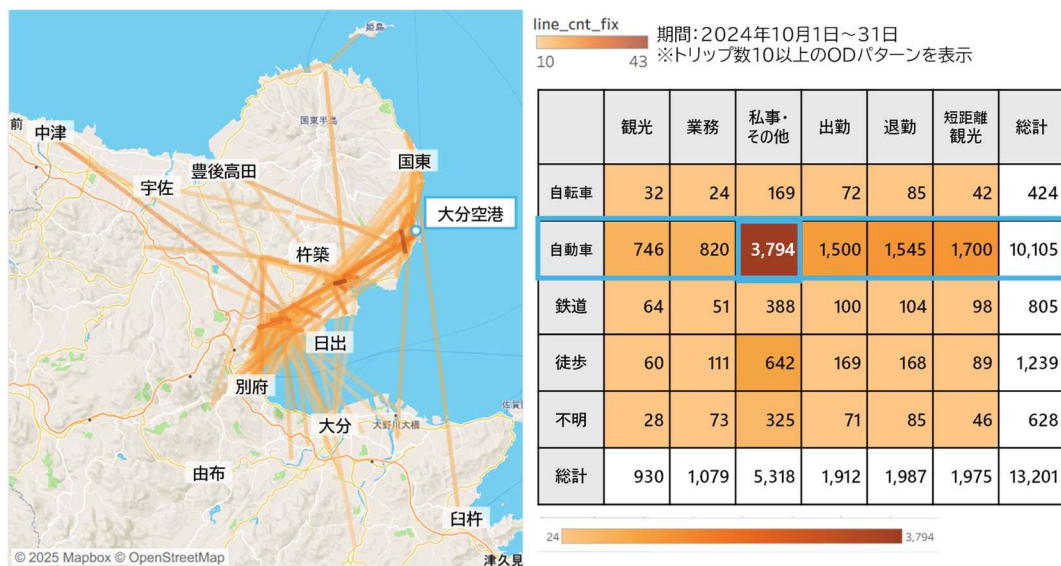 姫島
国東半島
前
中津
豊後高田
国東
宇佐
大分空港
杵築
日出
別府
佐賀
大分
大野川大橋
由布
臼杵
津久見
© 2025 Mapbox © OpenStreetMap
line_cnt_fix
10 43
期間：2024年10月1日～31日
※トリップ数10以上のODパターンを表示
観光 業務 私事・その他 出勤 退勤 短距離観光 総計
自転車 32 24 169 72 85 42 424
自動車 746 820 3,794 1,500 1,545 1,700 10,105
鉄道 64 51 388 100 104 98 805
徒歩 60 111 642 169 168 89 1,239
不明 28 73 325 71 85 46 628
総計 930 1,079 5,318 1,912 1,987 1,975 13,201
24 3,794